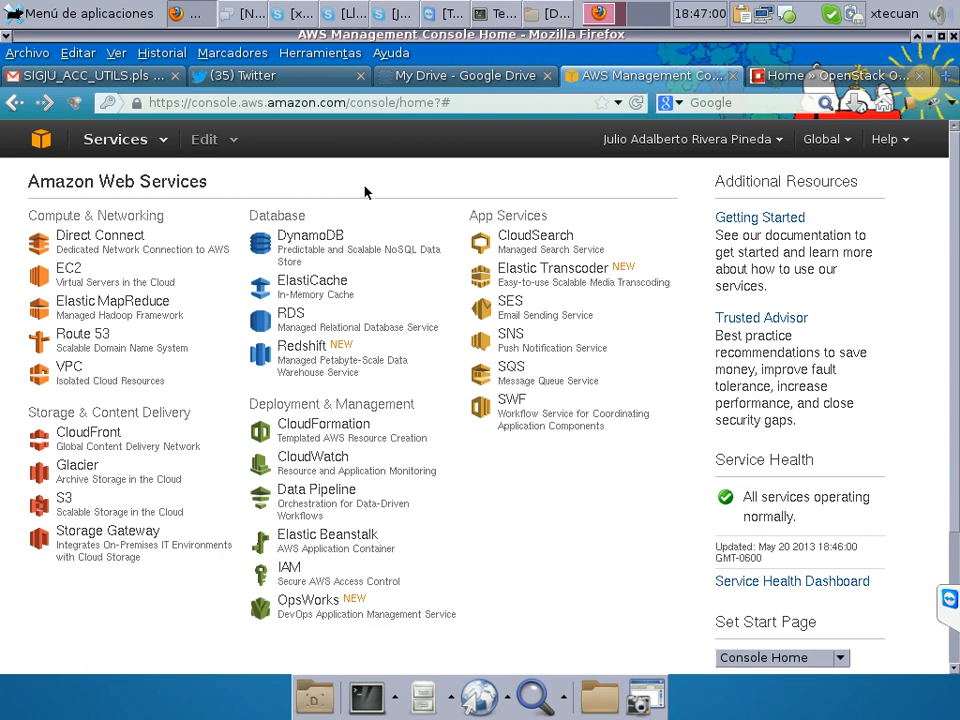 Menú de aplicaciones
...
[N...
[x...
[Ll...
[J...
[T...
Te...
[D...
18:47:00
xtecuan
AWS Management Console Home - Mozilla Firefox
Archivo Editar Ver Historial Marcadores Herramientas Ayuda
SIGJU_ACC_UTILS.pls ...
(35) Twitter
My Drive - Google Drive
AWS Management Co...
Home » OpenStack O...
https://console.aws.amazon.com/console/home?#
Google
Services
Edit
Julio Adalberto Rivera Pineda
Global
Help
Amazon Web Services
Compute & Networking
Direct Connect
Dedicated Network Connection to AWS
EC2
Virtual Servers in the Cloud
Elastic MapReduce
Managed Hadoop Framework
Route 53
Scalable Domain Name System
VPC
Isolated Cloud Resources
Storage & Content Delivery
CloudFront
Global Content Delivery Network
Glacier
Archive Storage in the Cloud
S3
Scalable Storage in the Cloud
Storage Gateway
Integrates On-Premises IT Environments
with Cloud Storage
Database
DynamoDB
Predictable and Scalable NoSQL Data
Store
ElastiCache
In-Memory Cache
RDS
Managed Relational Database Service
Redshift NEW
Managed Petabyte-Scale Data
Warehouse Service
Deployment & Management
CloudFormation
Templated AWS Resource Creation
CloudWatch
Resource and Application Monitoring
Data Pipeline
Orchestration for Data-Driven
Workflows
Elastic Beanstalk
AWS Application Container
IAM
Secure AWS Access Control
OpsWorks NEW
DevOps Application Management Service
App Services
CloudSearch
Managed Search Service
Elastic Transcoder NEW
Easy-to-use Scalable Media Transcoding
SES
Email Sending Service
SNS
Push Notification Service
SQS
Message Queue Service
SWF
Workflow Service for Coordinating
Application Components
Additional Resources
Getting Started
See our documentation to
get started and learn more
about how to use our
services.
Trusted Advisor
Best practice
recommendations to save
money, improve fault
tolerance, increase
performance, and close
security gaps.
Service Health
All services operating
normally.
Updated: May 20 2013 18:46:00
GMT-0600
Service Health Dashboard
Set Start Page
Console Home